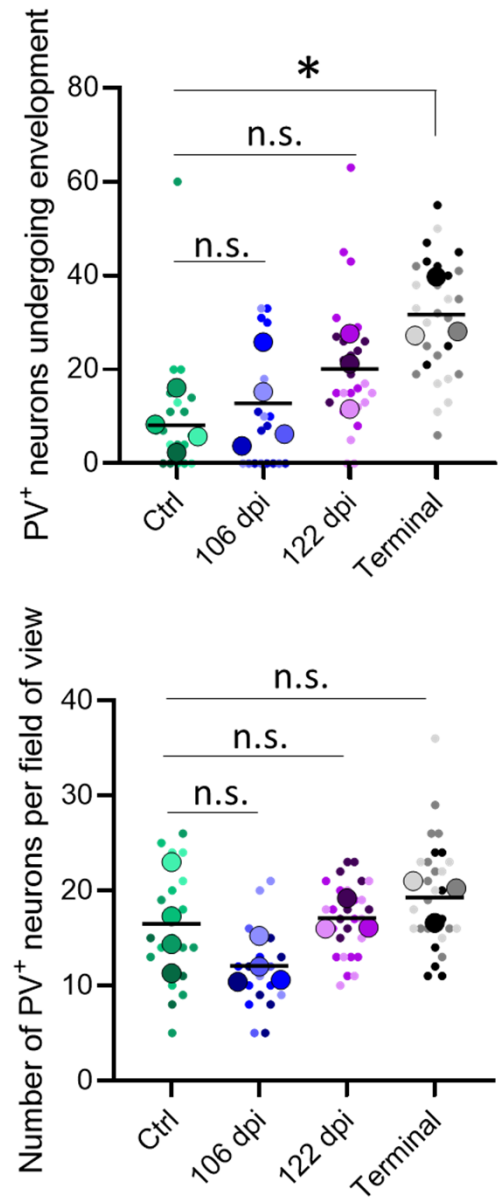 PV+ neurons undergoing envelopment
80
60
40
20
0
*
n.s.
n.s.
Ctrl
106 dpi
122 dpi
Terminal
Number of PV+ neurons per field of view
40
30
20
10
0
n.s.
n.s.
n.s.
Ctrl
106 dpi
122 dpi
Terminal